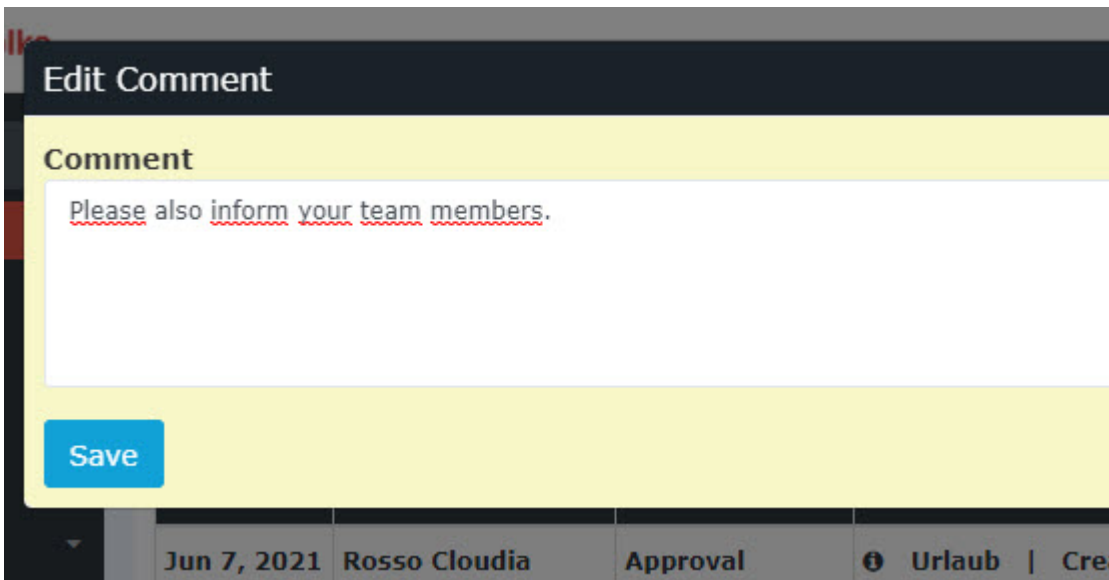 Edit Comment
Comment
Please also inform your team members.
Save
Jun 7, 2021 Rosso Cloudia Approval Urlaub |